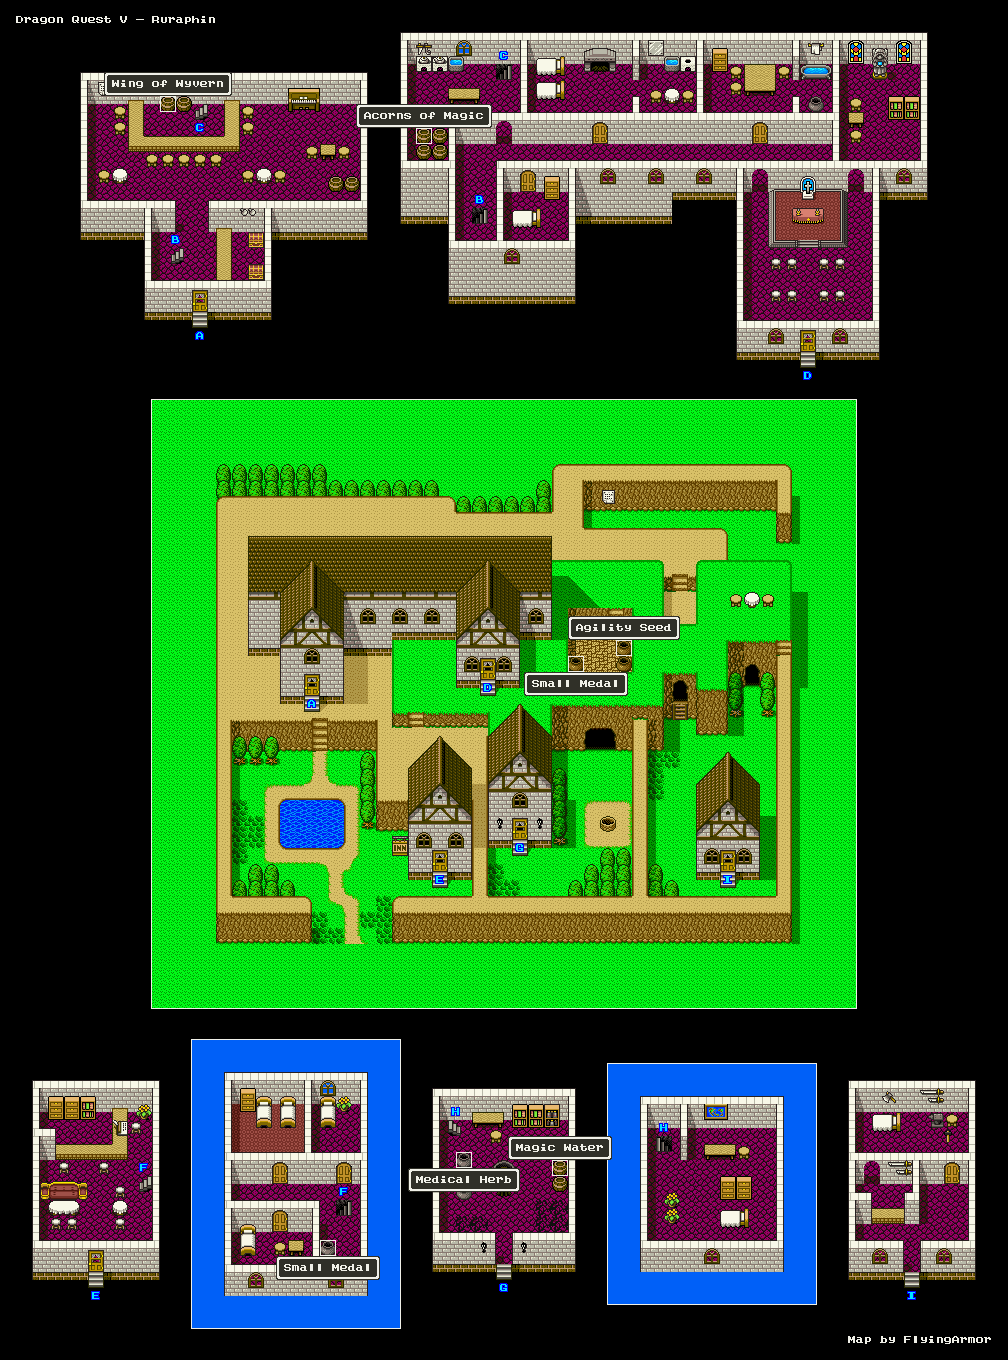 Dragon Quest V — Ruraphin
C
Wing of Wyvern
Acorns of Magic
C
B
B
A
D
Agility Seed
Small Medal
D
A
G
INN
E
I
H
H
Magic Water
F
Medical Herb
F
Small Medal
E
G
I
Map by FlyingArmor